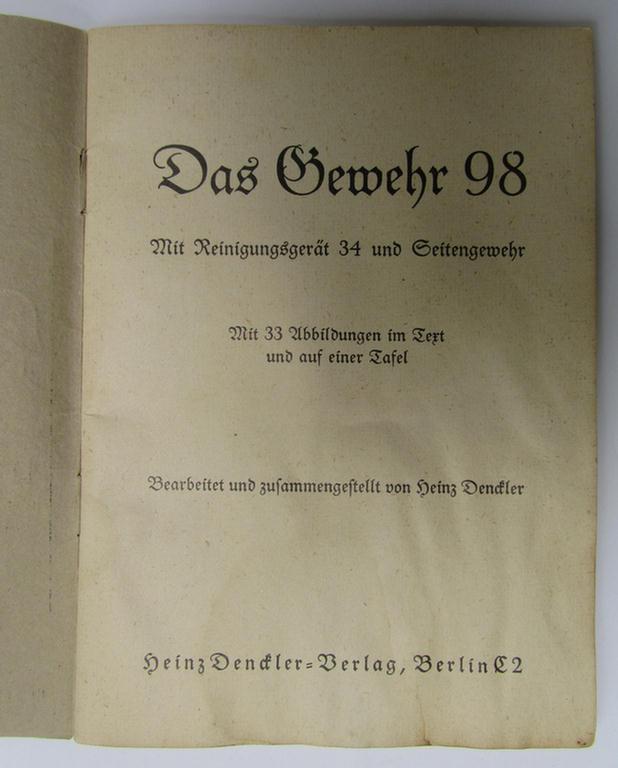 Das Gewehr 98
Mit Reinigungsgerät 34 und Seitengewehr
Mit 33 Abbildungen im Text
und auf einer Tafel
Bearbeitet und zusammengestellt von Heinz Denckler
Heinz Denckler-Verlag, Berlin C 2